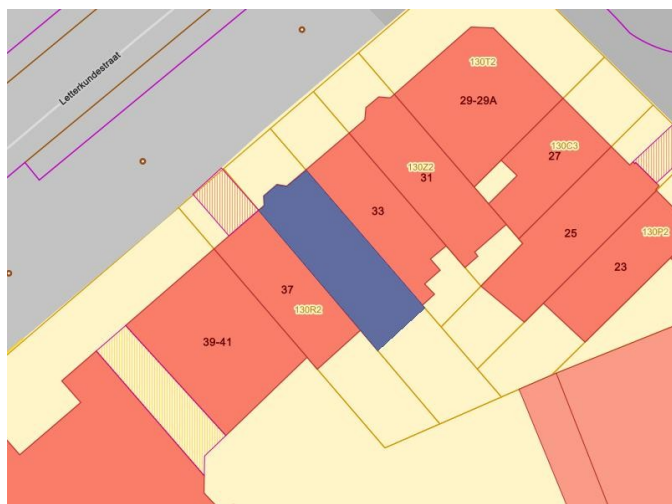 Letterkundestraat
130T2
29-29A
130C3
27
130Z2
31
33
25
130P2
23
37
130R2
39-41